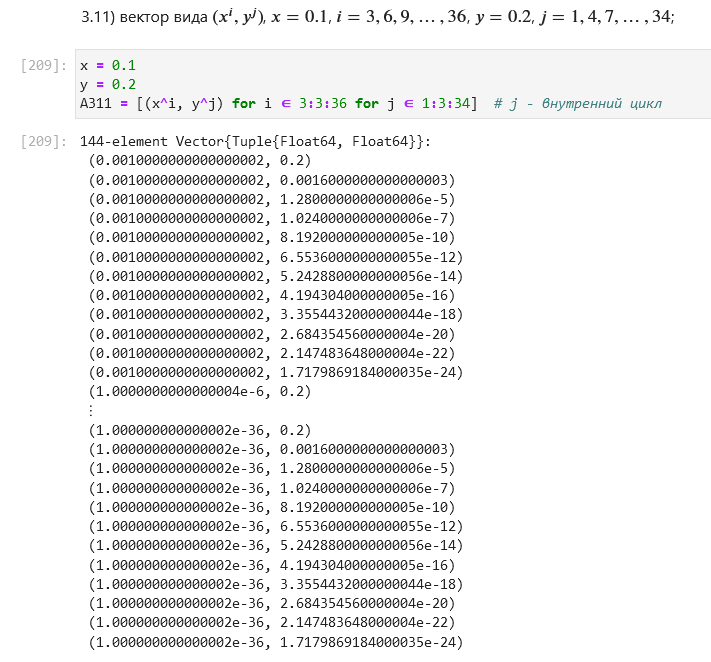 3.11) вектор вида (xⁱ, yʲ), x = 0.1, i = 3, 6, 9, … , 36, y = 0.2, j = 1, 4, 7, … , 34;
[209]: x = 0.1
y = 0.2
A311 = [(x^i, y^j) for i ∈ 3:3:36 for j ∈ 1:3:34]  # j - внутренний цикл
[209]: 144-element Vector{Tuple{Float64, Float64}}:
(0.0010000000000000002, 0.2)
(0.0010000000000000002, 0.0016000000000000003)
(0.0010000000000000002, 1.2800000000000006e-5)
(0.0010000000000000002, 1.0240000000000006e-7)
(0.0010000000000000002, 8.192000000000005e-10)
(0.0010000000000000002, 6.5536000000000055e-12)
(0.0010000000000000002, 5.2428800000000056e-14)
(0.0010000000000000002, 4.194304000000005e-16)
(0.0010000000000000002, 3.3554432000000044e-18)
(0.0010000000000000002, 2.684354560000004e-20)
(0.0010000000000000002, 2.147483648000004e-22)
(0.0010000000000000002, 1.7179869184000035e-24)
(1.0000000000000004e-6, 0.2)
⋮
(1.000000000000002e-36, 0.2)
(1.000000000000002e-36, 0.0016000000000000003)
(1.000000000000002e-36, 1.2800000000000006e-5)
(1.000000000000002e-36, 1.0240000000000006e-7)
(1.000000000000002e-36, 8.192000000000005e-10)
(1.000000000000002e-36, 6.5536000000000055e-12)
(1.000000000000002e-36, 5.2428800000000056e-14)
(1.000000000000002e-36, 4.194304000000005e-16)
(1.000000000000002e-36, 3.3554432000000044e-18)
(1.000000000000002e-36, 2.684354560000004e-20)
(1.000000000000002e-36, 2.147483648000004e-22)
(1.000000000000002e-36, 1.7179869184000035e-24)